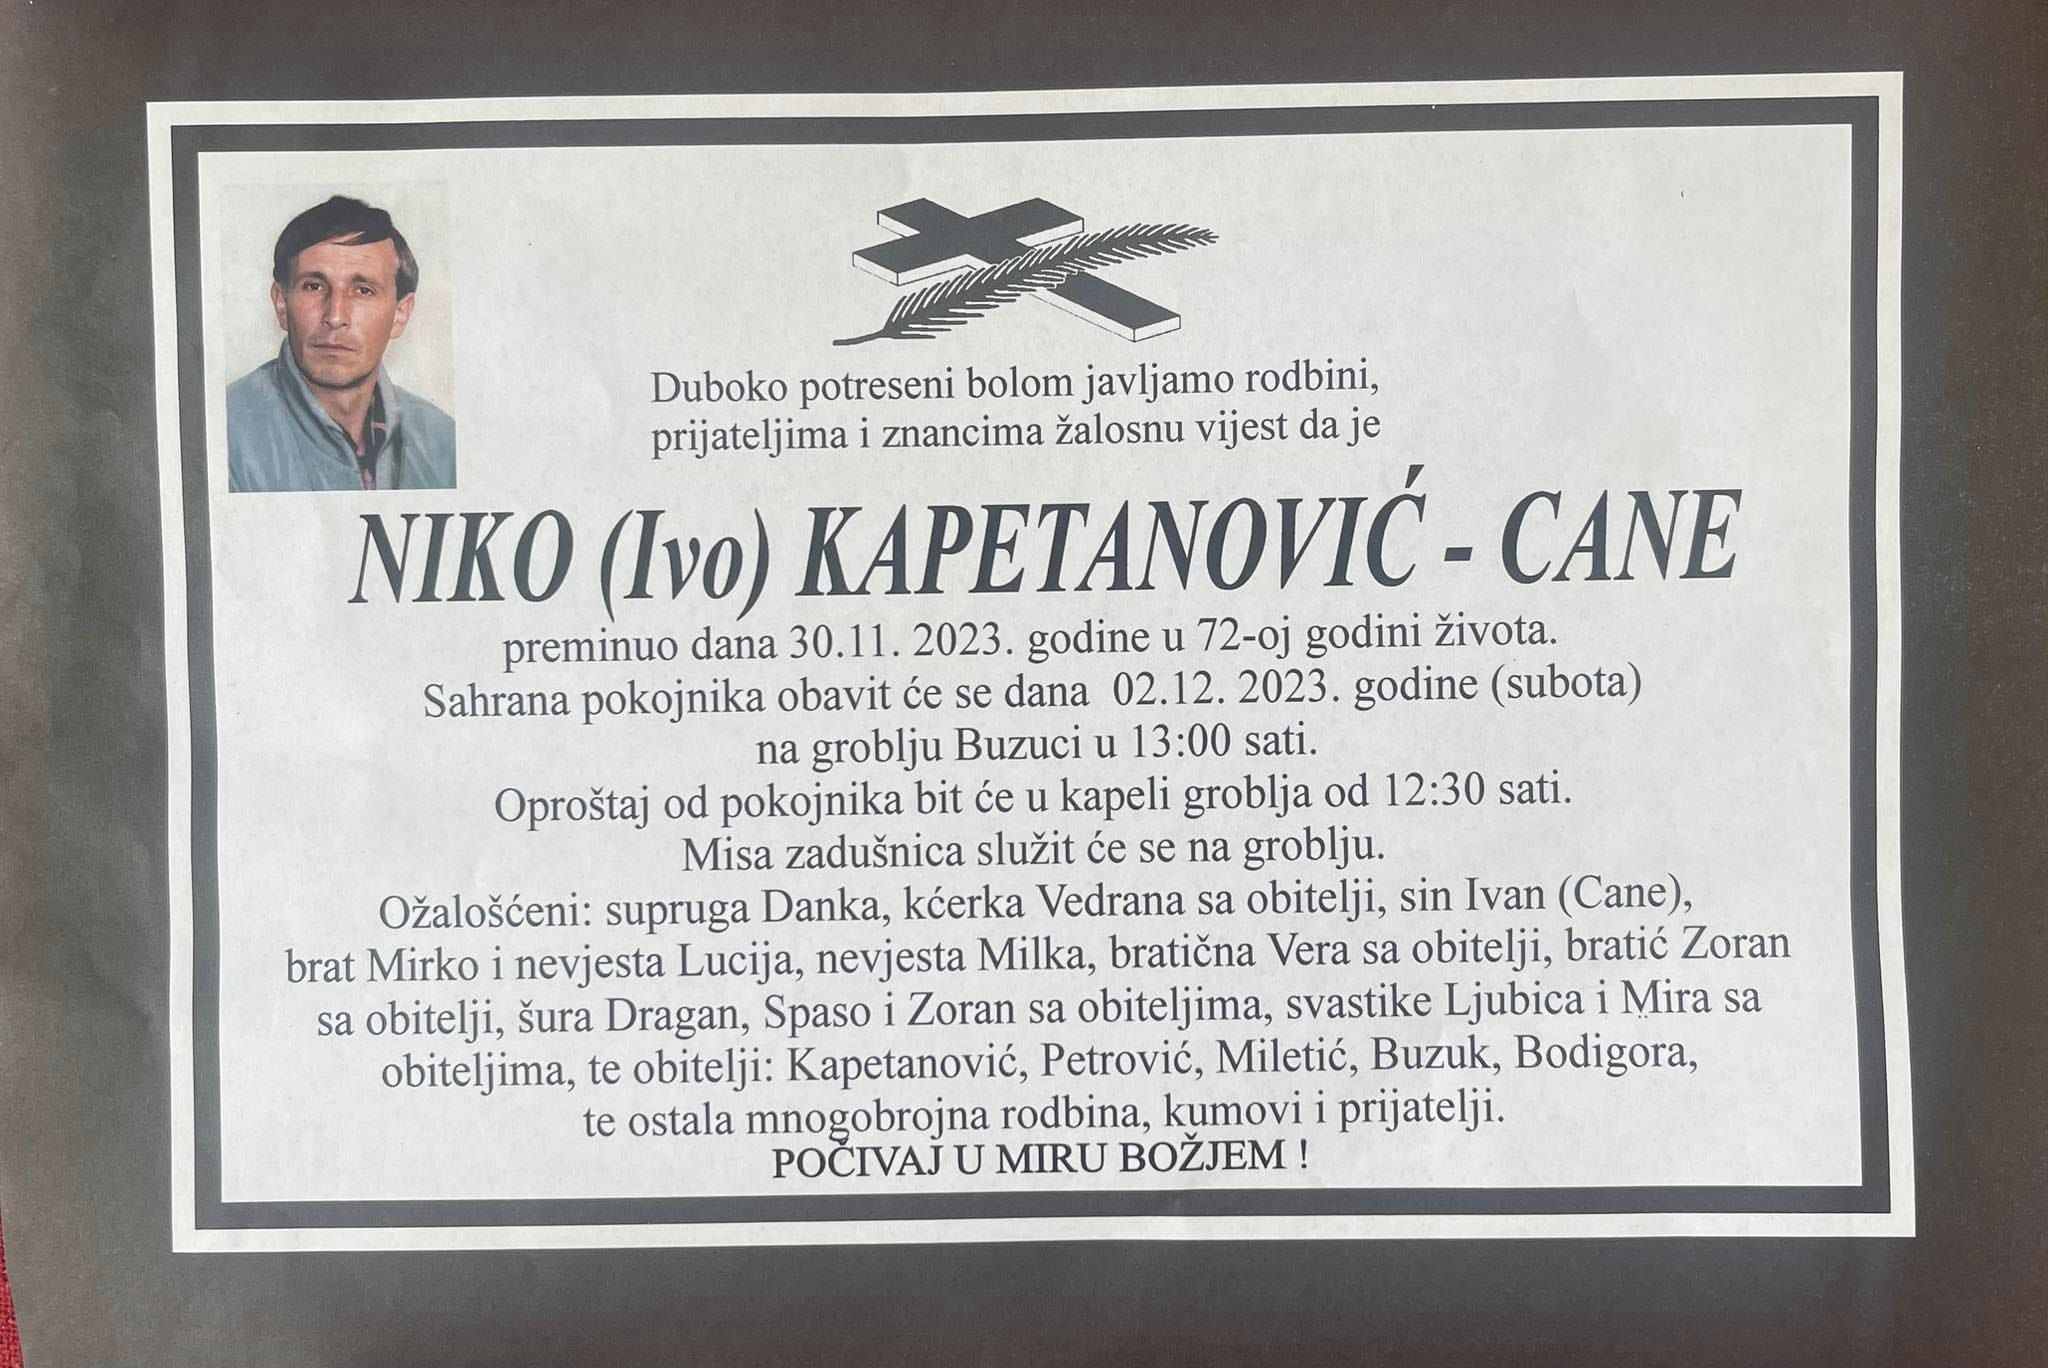 Duboko potreseni bolom javljamo rodbini,
prijateljima i znancima žalosnu vijest da je
NIKO (Ivo) KAPETANOVIĆ - CANE
preminuo dana 30.11. 2023. godine u 72-oj godini života.
Sahrana pokojnika obavit će se dana 02.12. 2023. godine (subota)
na groblju Buzuci u 13:00 sati.
Oproštaj od pokojnika bit će u kapeli groblja od 12:30 sati.
Misa zadušnica služit će se na groblju.
Ožalošćeni: supruga Danka, kćerka Vedrana sa obitelji, sin Ivan (Cane),
brat Mirko i nevjesta Lucija, nevjesta Milka, bratična Vera sa obitelji, bratić Zoran
sa obitelji, šura Dragan, Spaso i Zoran sa obiteljima, svastike Ljubica i Mira sa
obiteljima, te obitelji: Kapetanović, Petrović, Miletić, Buzuk, Bodigora,
te ostala mnogobrojna rodbina, kumovi i prijatelji.
POČIVAJ U MIRU BOŽJEM !